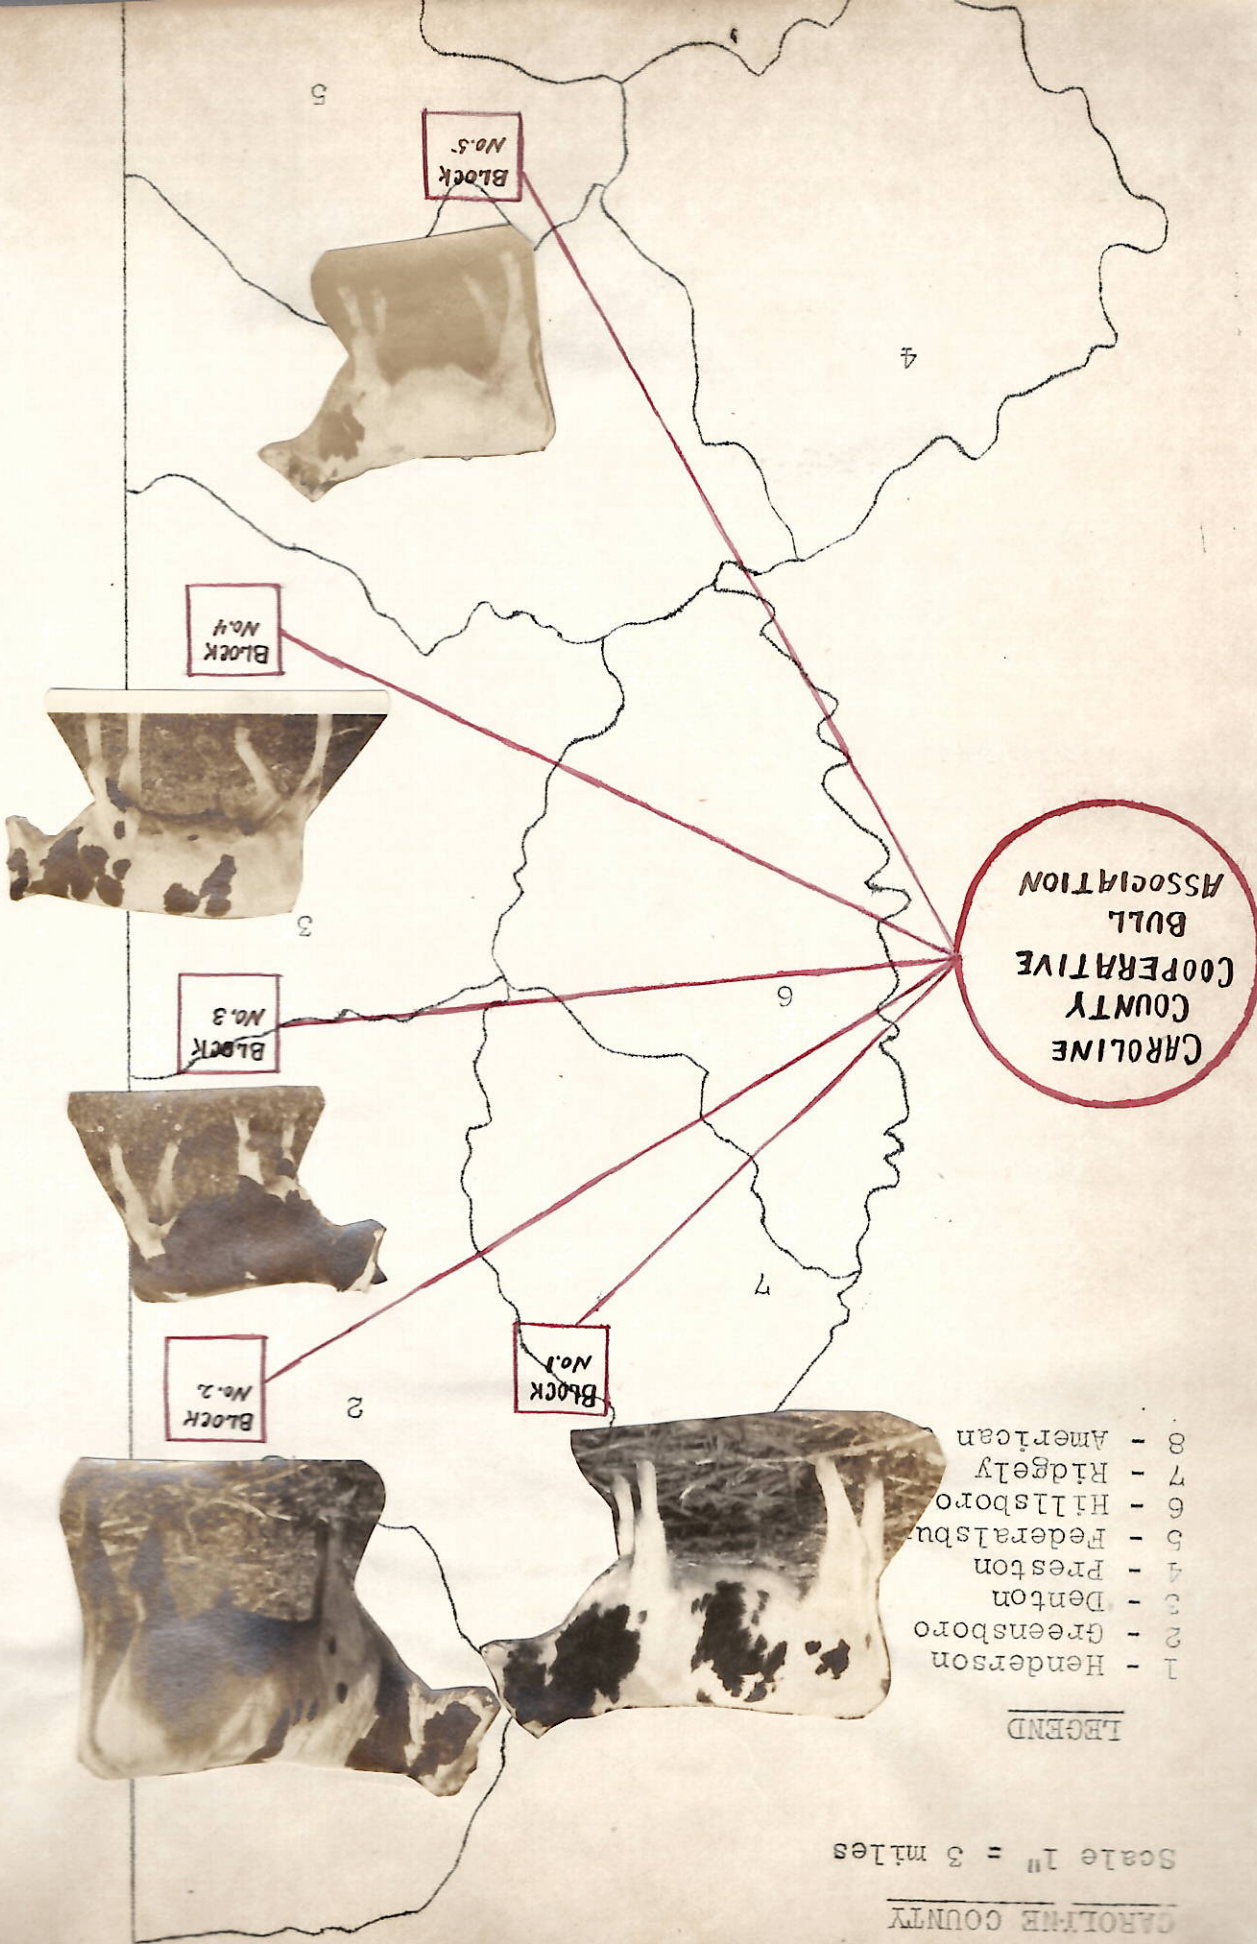 CAROLINE COUNTY
Scale 1" = 3 miles
LEGEND
1 - Henderson
2 - Greensboro
3 - Denton
4 - Preston
5 - Federalsbu
6 - Hillsboro
7 - Ridgely
8 - American
BLOCK
No.1
BLOCK
No.2
2
7
CAROLINE
COUNTY
COOPERATIVE
BULL
ASSOCIATION
BLOCK
No.3
6
3
BLOCK
No.4
4
BLOCK
No.5
5